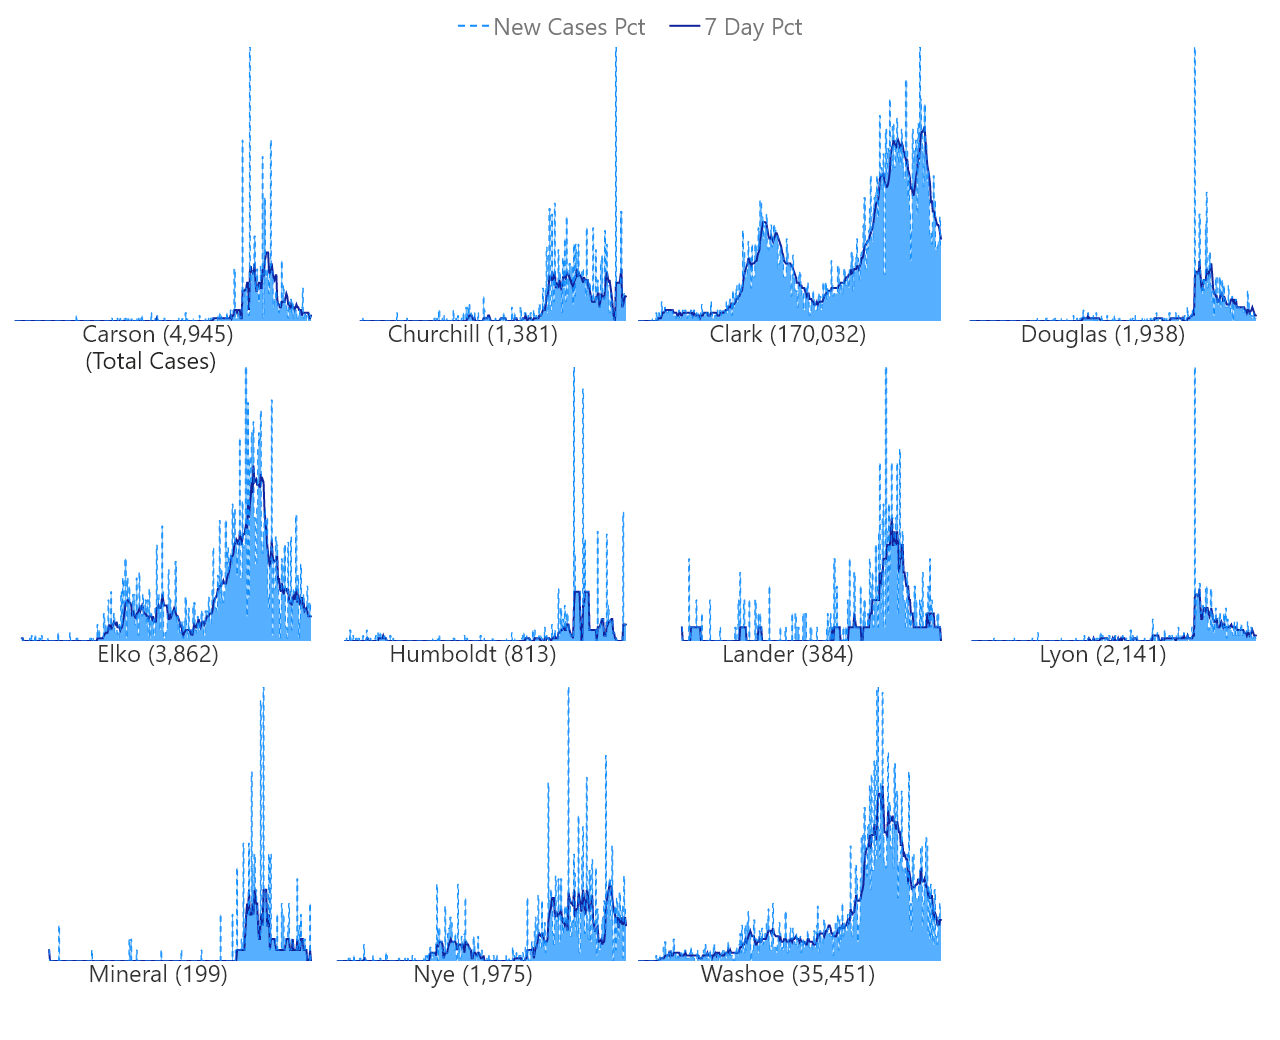 New Cases Pct 7 Day Pct
Carson (4,945) Churchill (1,381) Clark (170,032) Douglas (1,938)
(Total Cases)
Elko (3,862) Humboldt (813) Lander (384) Lyon (2,141)
Mineral (199) Nye (1,975) Washoe (35,451)